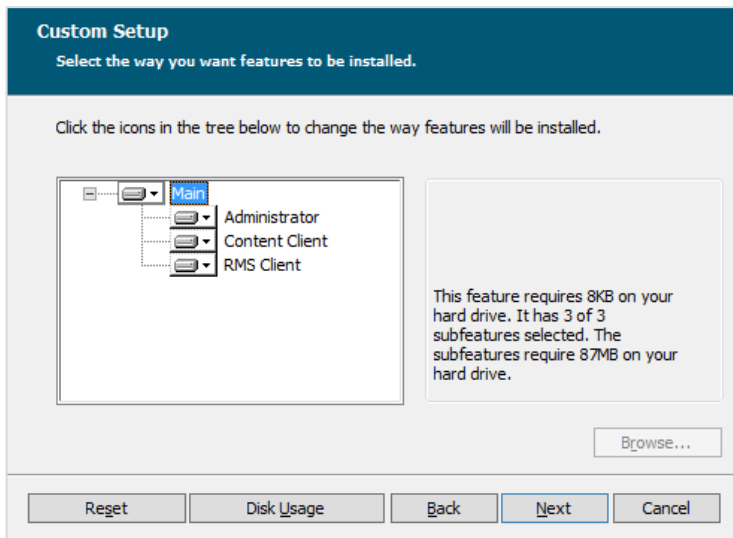 Custom Setup
Select the way you want features to be installed.
Click the icons in the tree below to change the way features will be installed.
Main
Administrator
Content Client
RMS Client
This feature requires 8KB on your
hard drive. It has 3 of 3
subfeatures selected. The
subfeatures require 87MB on your
hard drive.
Browse...
Reset Disk Usage Back Next Cancel